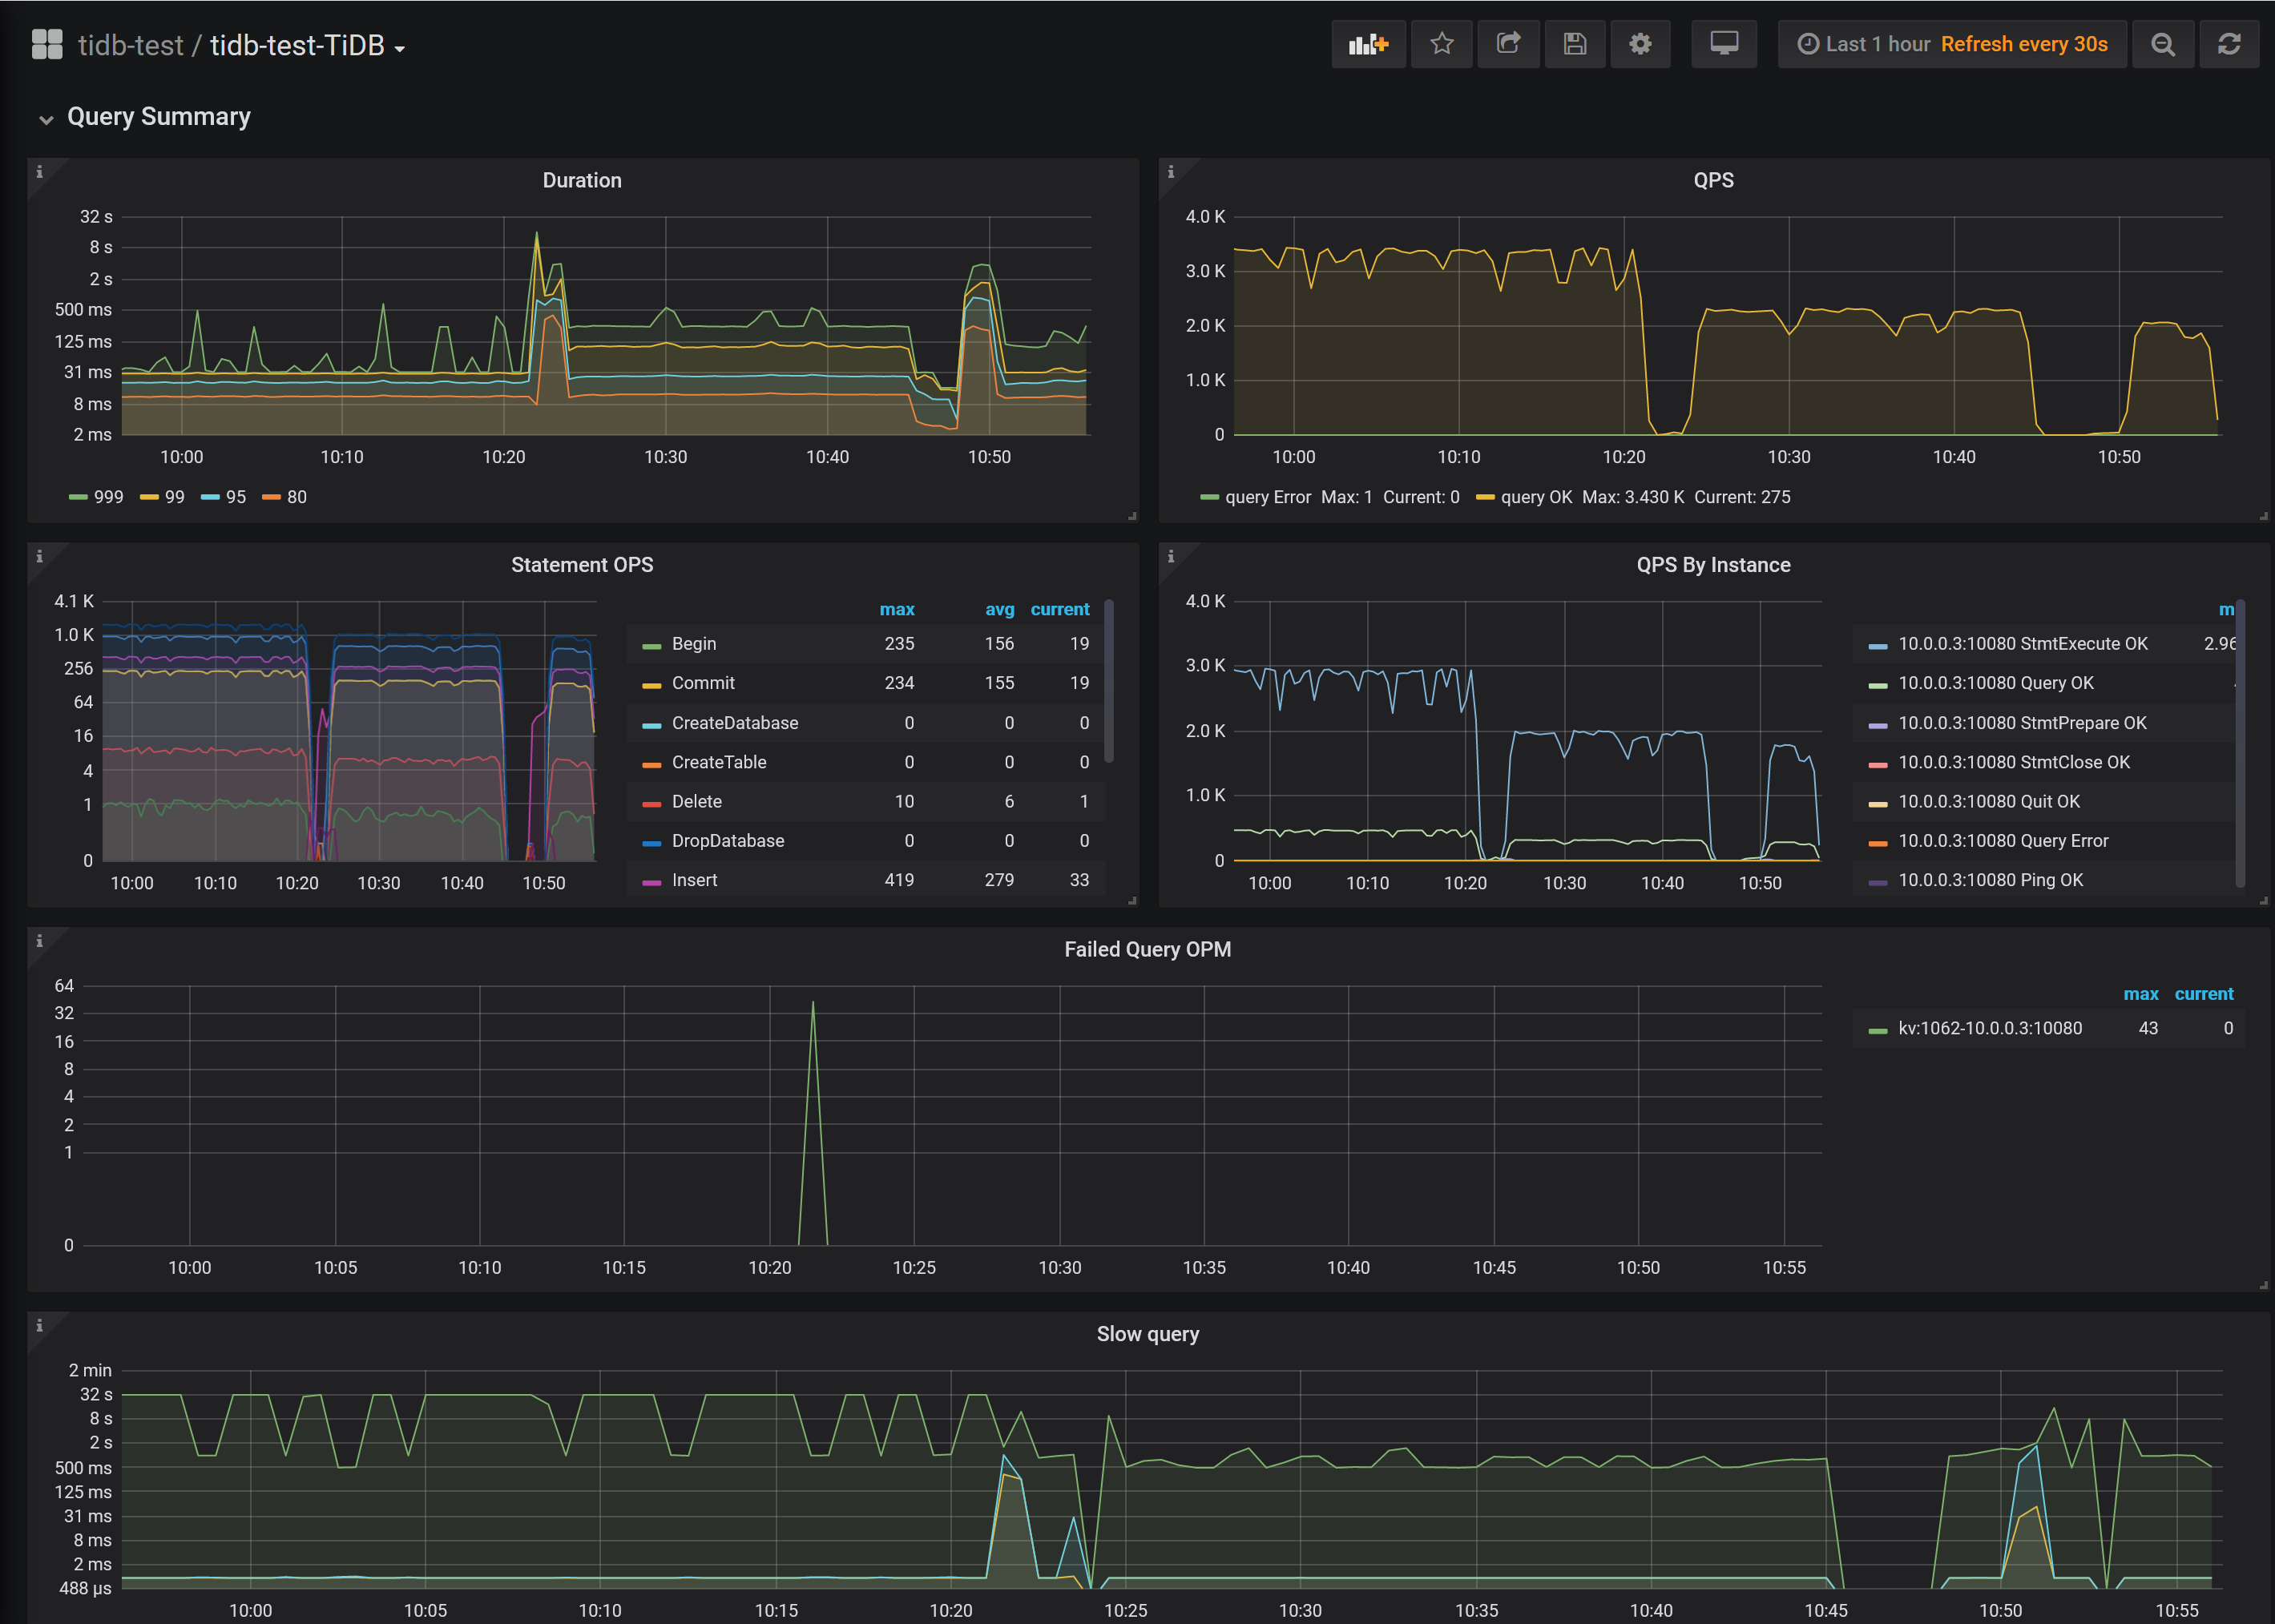 tidb-test / tidb-test-TiDB
Last 1 hour Refresh every 30s
Query Summary
Duration
32 s
8 s
2 s
500 ms
125 ms
31 ms
8 ms
2 ms
10:00 10:10 10:20 10:30 10:40 10:50
999 99 95 80
QPS
4.0 K
3.0 K
2.0 K
1.0 K
0
10:00 10:10 10:20 10:30 10:40 10:50
query Error Max: 1 Current: 0 query OK Max: 3.430 K Current: 275
Statement OPS
4.1 K
1.0 K
256
64
16
4
1
0
10:00 10:10 10:20 10:30 10:40 10:50
max avg current
Begin 235 156 19
Commit 234 155 19
CreateDatabase 0 0 0
CreateTable 0 0 0
Delete 10 6 1
DropDatabase 0 0 0
Insert 419 279 33
QPS By Instance
4.0 K
3.0 K
2.0 K
1.0 K
0
10:00 10:10 10:20 10:30 10:40 10:50
10.0.0.3:10080 StmtExecute OK 2.96
10.0.0.3:10080 Query OK
10.0.0.3:10080 StmtPrepare OK
10.0.0.3:10080 StmtClose OK
10.0.0.3:10080 Quit OK
10.0.0.3:10080 Query Error
10.0.0.3:10080 Ping OK
Failed Query OPM
64
32
16
8
4
2
1
0
10:00 10:05 10:10 10:15 10:20 10:25 10:30 10:35 10:40 10:45 10:50 10:55
max current
kv:1062-10.0.0.3:10080 43 0
Slow query
2 min
32 s
8 s
2 s
500 ms
125 ms
31 ms
8 ms
2 ms
488 µs
10:00 10:05 10:10 10:15 10:20 10:25 10:30 10:35 10:40 10:45 10:50 10:55